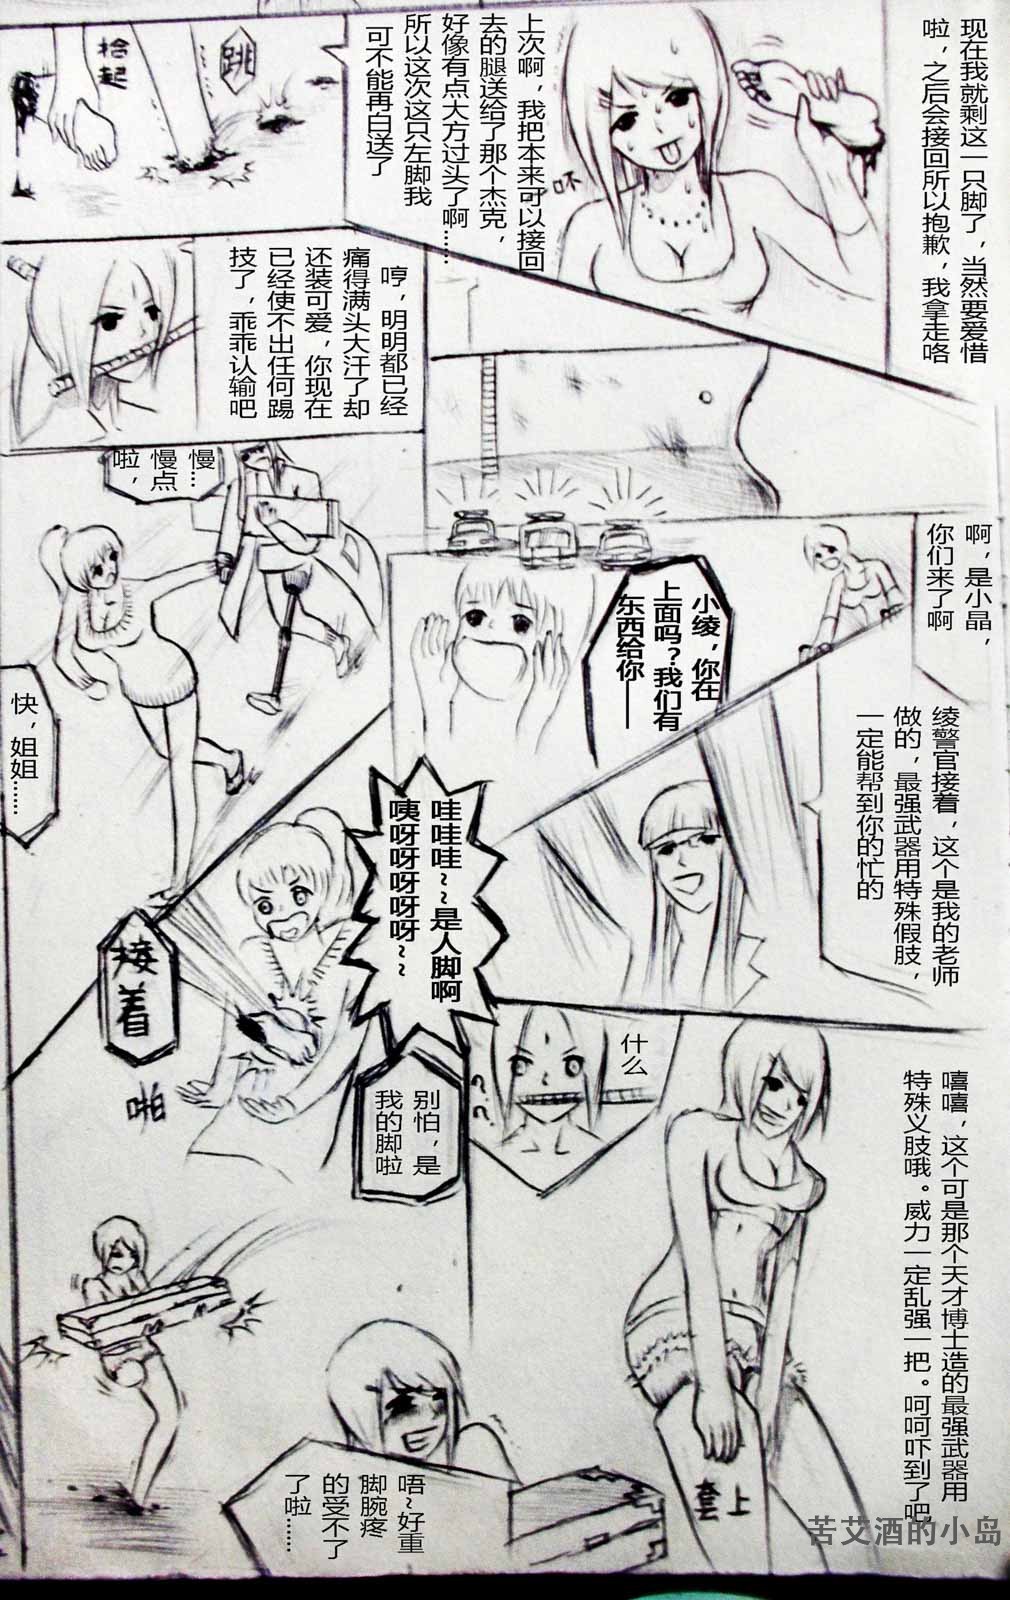 现在我就剩这一只脚了，当然要爱惜
啦，之后会接回所以抱歉，我拿走咯
上次啊，我把本来可以接回
去的腿送给了那个杰克，
好像有点大方过头了啊……
所以这次这只左脚我
可不能再白送了
呸
跳
拾起
哼，明明都已经
痛得满头大汗了却
还装可爱，你现在
已经使不出任何踢
技了，乖乖认输吧
啊，是小晶，
你们来了啊
小绫，你在
上面吗？我们有
东西给你——
慢…
慢点
啦，
快，姐姐……
绫警官接着，这个是我的老师
做的，最强武器用特殊假肢，
一定能帮到你的忙的
哇哇哇~~是人脚啊
咦呀呀呀呀呀~~
接着
啪
别怕，是
我的脚啦
什么
？？
嘻嘻，这个可是那个天才博士造的最强武器用
特殊义肢哦。威力一定乱强一把。呵呵吓到了吧
套上
唔~好重
脚腕疼
的受不了
了啦……
苦艾酒的小岛